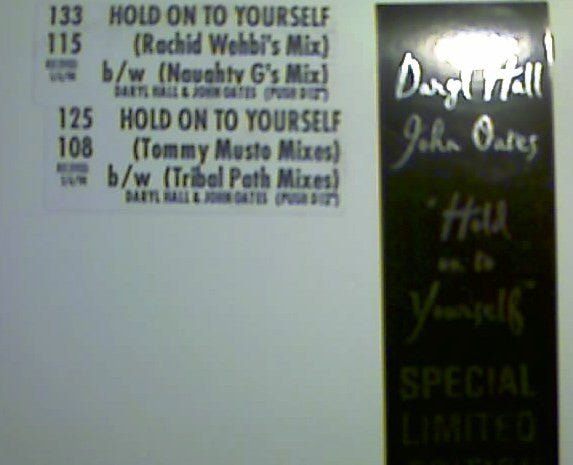 133 HOLD ON TO YOURSELF
115 (Rachid Wehbi's Mix)
b/w (Naughty G's Mix)
DARYL HALL & JOHN OATES (PUSH D12")
125 HOLD ON TO YOURSELF
108 (Tommy Musto Mixes)
b/w (Tribal Path Mixes)
DARYL HALL & JOHN OATES (PUSH D12")
Daryl Hall
John Oates
"Hold
on to
Yourself"
SPECIAL
LIMITED